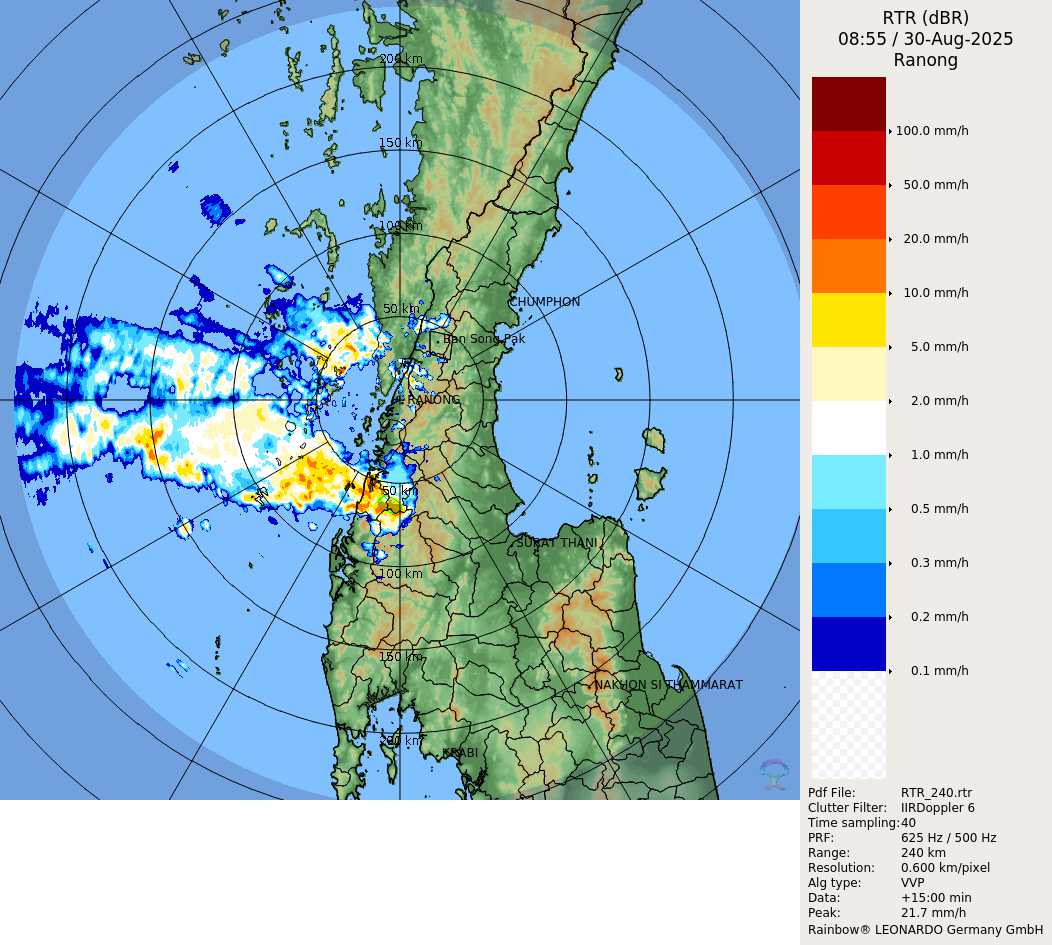 RTR (dBR)
08:55 / 30-Aug-2025
Ranong
100.0 mm/h
50.0 mm/h
20.0 mm/h
10.0 mm/h
5.0 mm/h
2.0 mm/h
1.0 mm/h
0.5 mm/h
0.3 mm/h
0.2 mm/h
0.1 mm/h
Pdf File: RTR_240.rtr
Clutter Filter: IIRDoppler 6
Time sampling: 40
PRF: 625 Hz / 500 Hz
Range: 240 km
Resolution: 0.600 km/pixel
Alg type: VVP
Data: +15:00 min
Peak: 21.7 mm/h
Rainbow® LEONARDO Germany GmbH
200 km
150 km
100 km
CHUMPHON
50 km
Ban Song Pak
RANONG
50 km
SURAT THANI
100 km
150 km
NAKHON SI THAMMARAT
200 km
KRABI